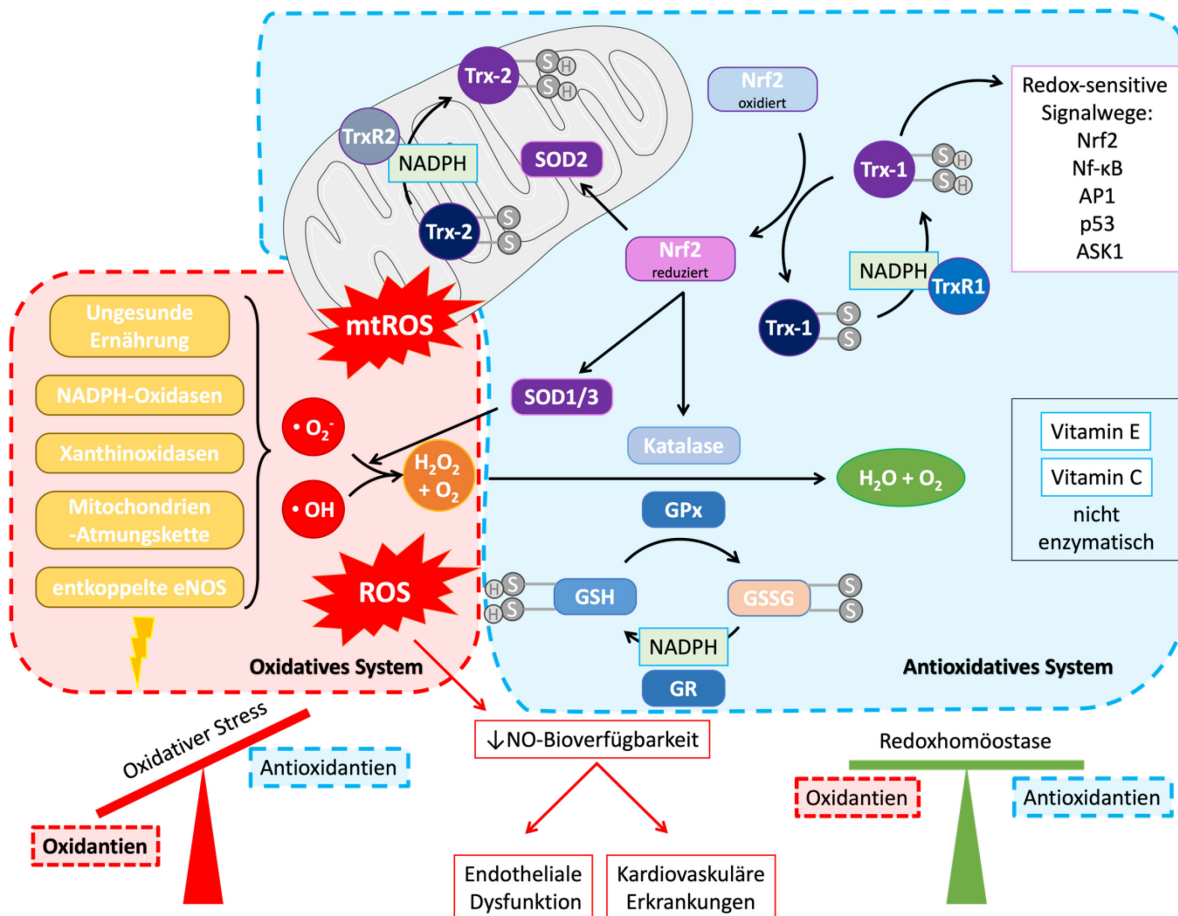 Trx-2
S
H
S
H
TrxR2
NADPH
SOD2
Trx-2
S
S
Nrf2
oxidiert
Trx-1
S
H
S
H
Redox-sensitive
Signalwege:
Nrf2
Nf-κB
AP1
p53
ASK1
Nrf2
reduziert
NADPH
TrxR1
Trx-1
S
S
mtROS
Ungesunde
Ernährung
NADPH-Oxidasen
Xanthinoxidasen
Mitochondrien
-Atmungskette
entkoppelte eNOS
• O₂⁻
• OH
H₂O₂
+ O₂
ROS
Oxidatives System
SOD1/3
Katalase
GPx
H₂O + O₂
H
S
H
S
GSH
GSSG
S
S
NADPH
GR
Vitamin E
Vitamin C
nicht
enzymatisch
Antioxidatives System
Oxidativer Stress
Antioxidantien
Oxidantien
↓NO-Bioverfügbarkeit
Endotheliale
Dysfunktion
Kardiovaskuläre
Erkrankungen
Redoxhomöostase
Oxidantien
Antioxidantien